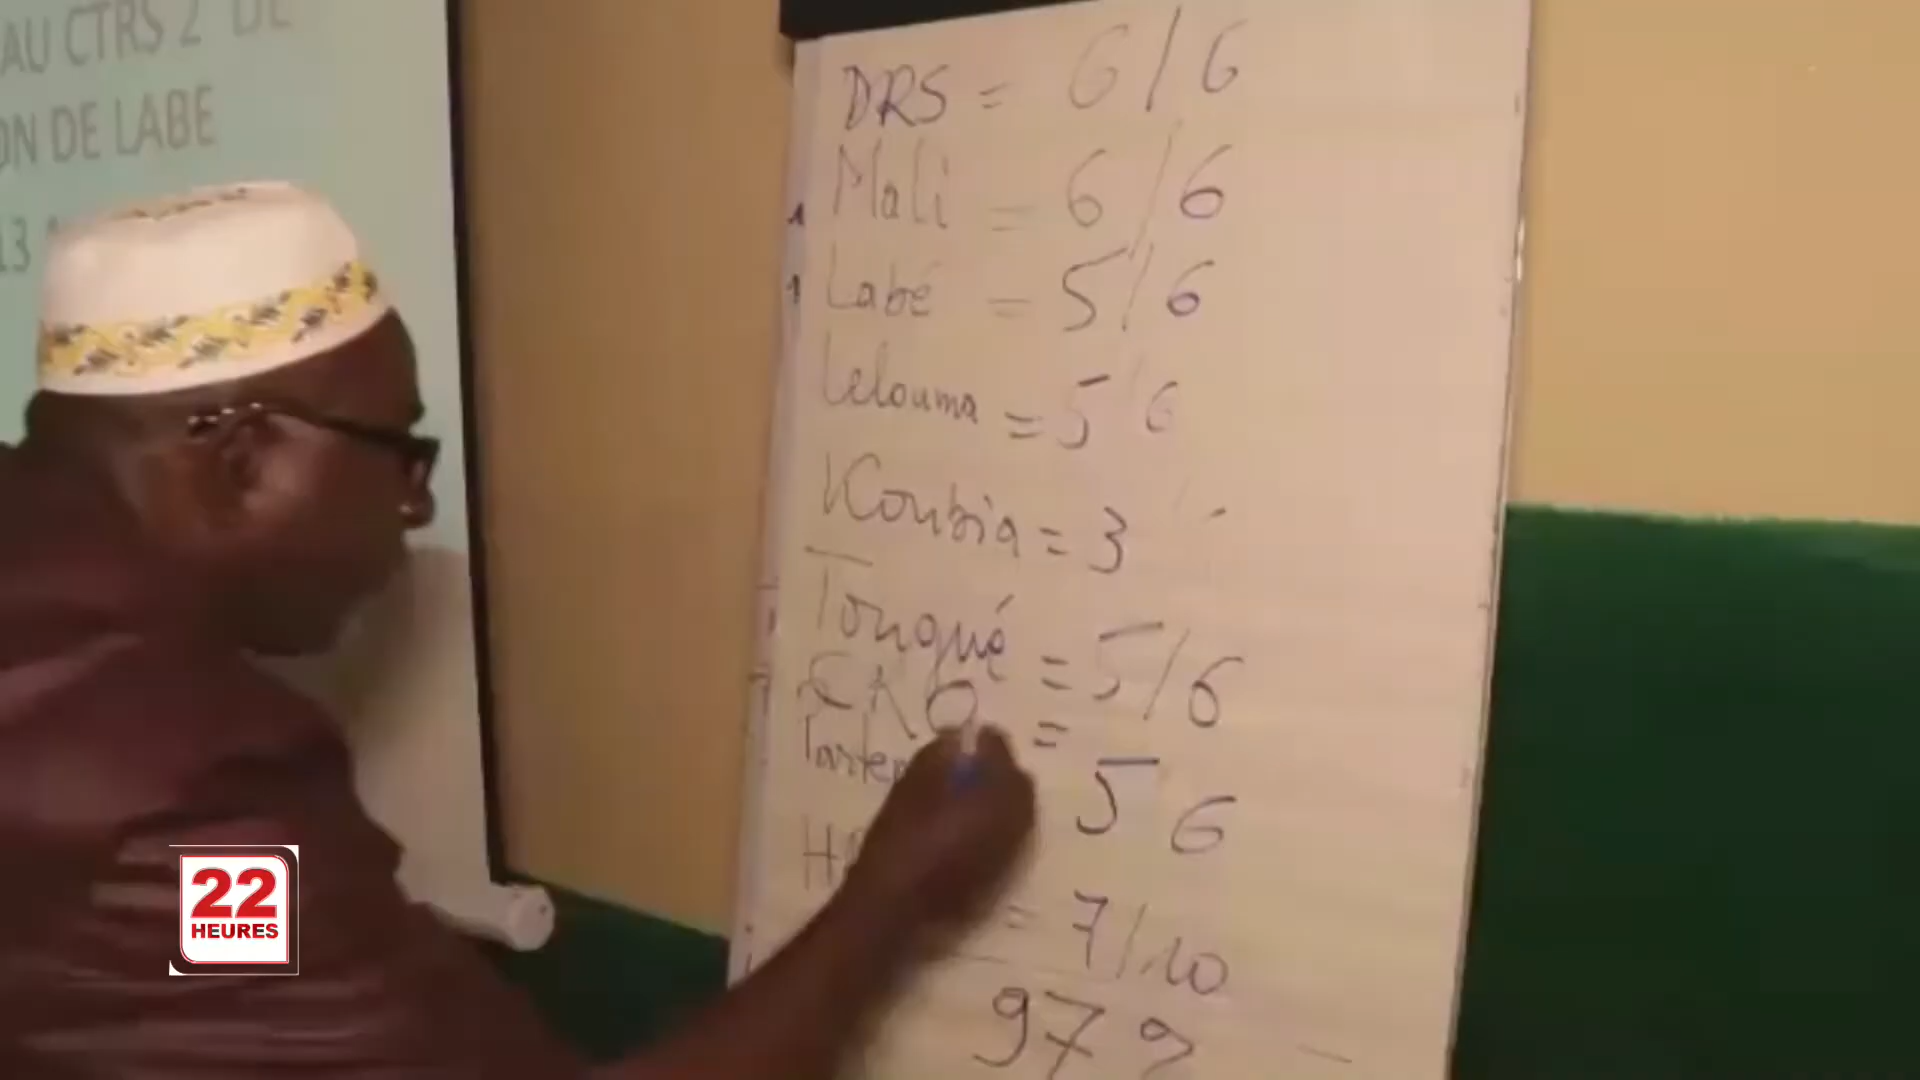 AU CTRS 2 DE
ON DE LABE
13
DRS = 6/6
Mali = 6/6
Labé = 5/6
Lelouma = 5/6
Koubia = 3
Tougué = 5/6
=
5 6
= 7/10
97
22
HEURES